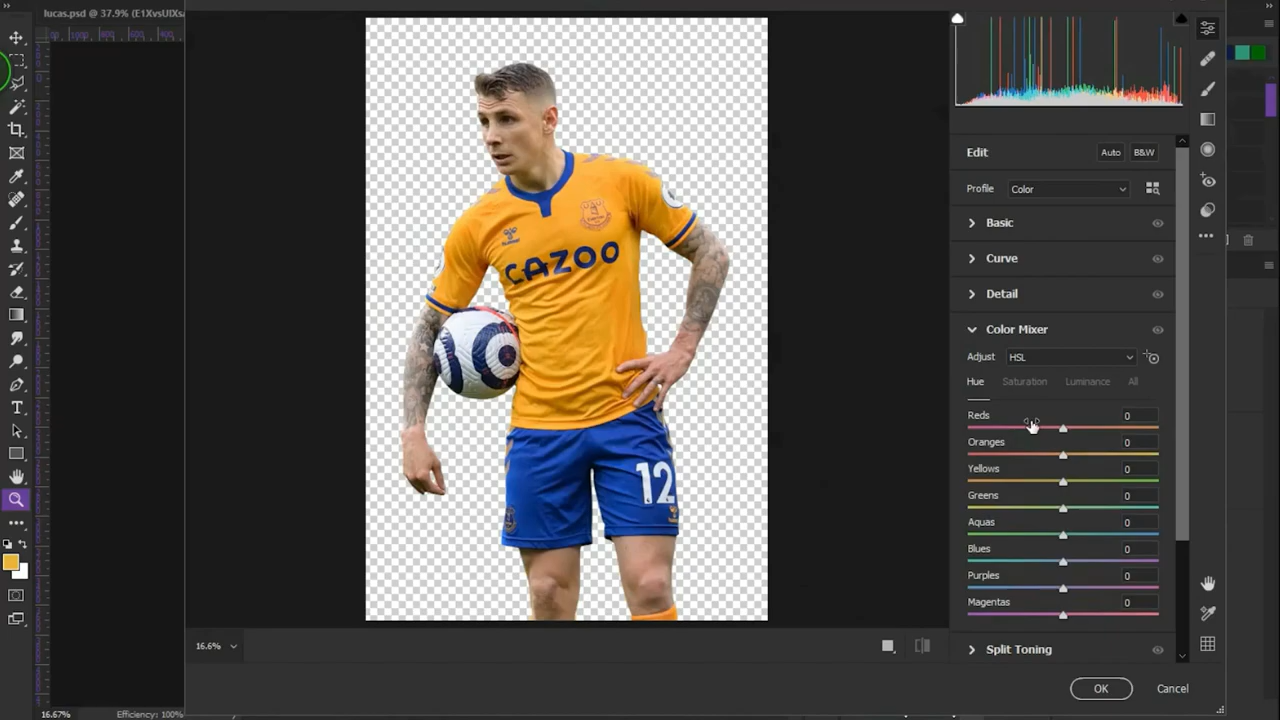 lucas.psd @ 37.9% (E1XvsUIXsA
Edit
Auto
B&W
Profile
Color
Basic
Curve
Detail
Color Mixer
Adjust
HSL
Hue
Saturation
Luminance
All
Reds
0
Oranges
0
Yellows
0
Greens
0
Aquas
0
Blues
0
Purples
0
Magentas
0
Split Toning
CAZOO
12
16.6%
OK
Cancel
16.67%
Efficiency: 100%